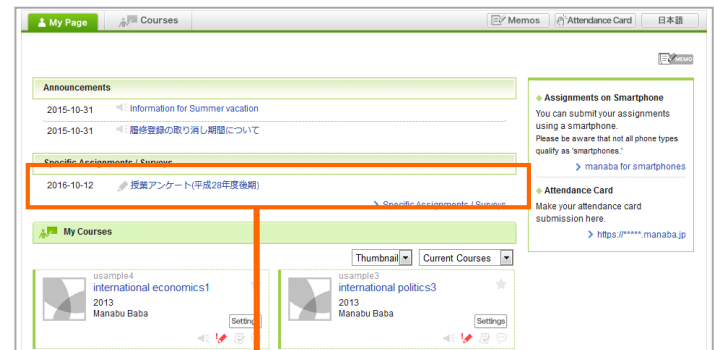 My Page
Courses
Memos
Attendance Card
日本語
MEMO
Announcements
2015-10-31 Information for Summer vacation
2015-10-31 履修登録の取り消し期間について
Specific Assignments / Surveys
2016-10-12 授業アンケート(平成28年度後期)
Specific Assignments / Surveys
My Courses
Thumbnail
Current Courses
usample4
international economics1
2013
Manabu Baba
Settings
usample3
international politics3
2013
Manabu Baba
Settings
Assignments on Smartphone
You can submit your assignments
using a smartphone.
Please be aware that not all phone types
qualify as 'smartphones.'
manaba for smartphones
Attendance Card
Make your attendance card
submission here.
https://*****.manaba.jp